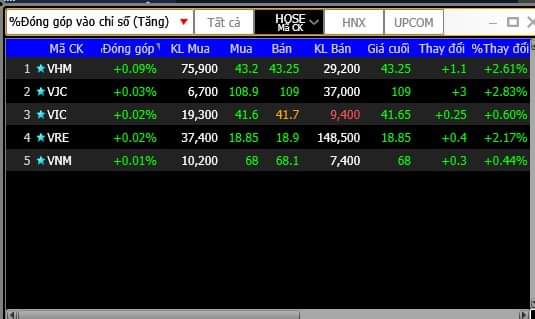 %Đóng góp vào chỉ số (Tăng) Tất cả HOSE HNX UPCOM
Mã CK
Mã CK Đóng góp KL Mua Mua Bán KL Bán Giá cuối Thay đổi %Thay đổi
1 VHM +0.09% 75,900 43.2 43.25 29,200 43.25 +1.1 +2.61%
2 VJC +0.03% 6,700 108.9 109 37,000 109 +3 +2.83%
3 VIC +0.02% 19,300 41.6 41.7 9,400 41.65 +0.25 +0.60%
4 VRE +0.02% 37,400 18.85 18.9 148,500 18.85 +0.4 +2.17%
5 VNM +0.01% 10,200 68 68.1 7,400 68 +0.3 +0.44%